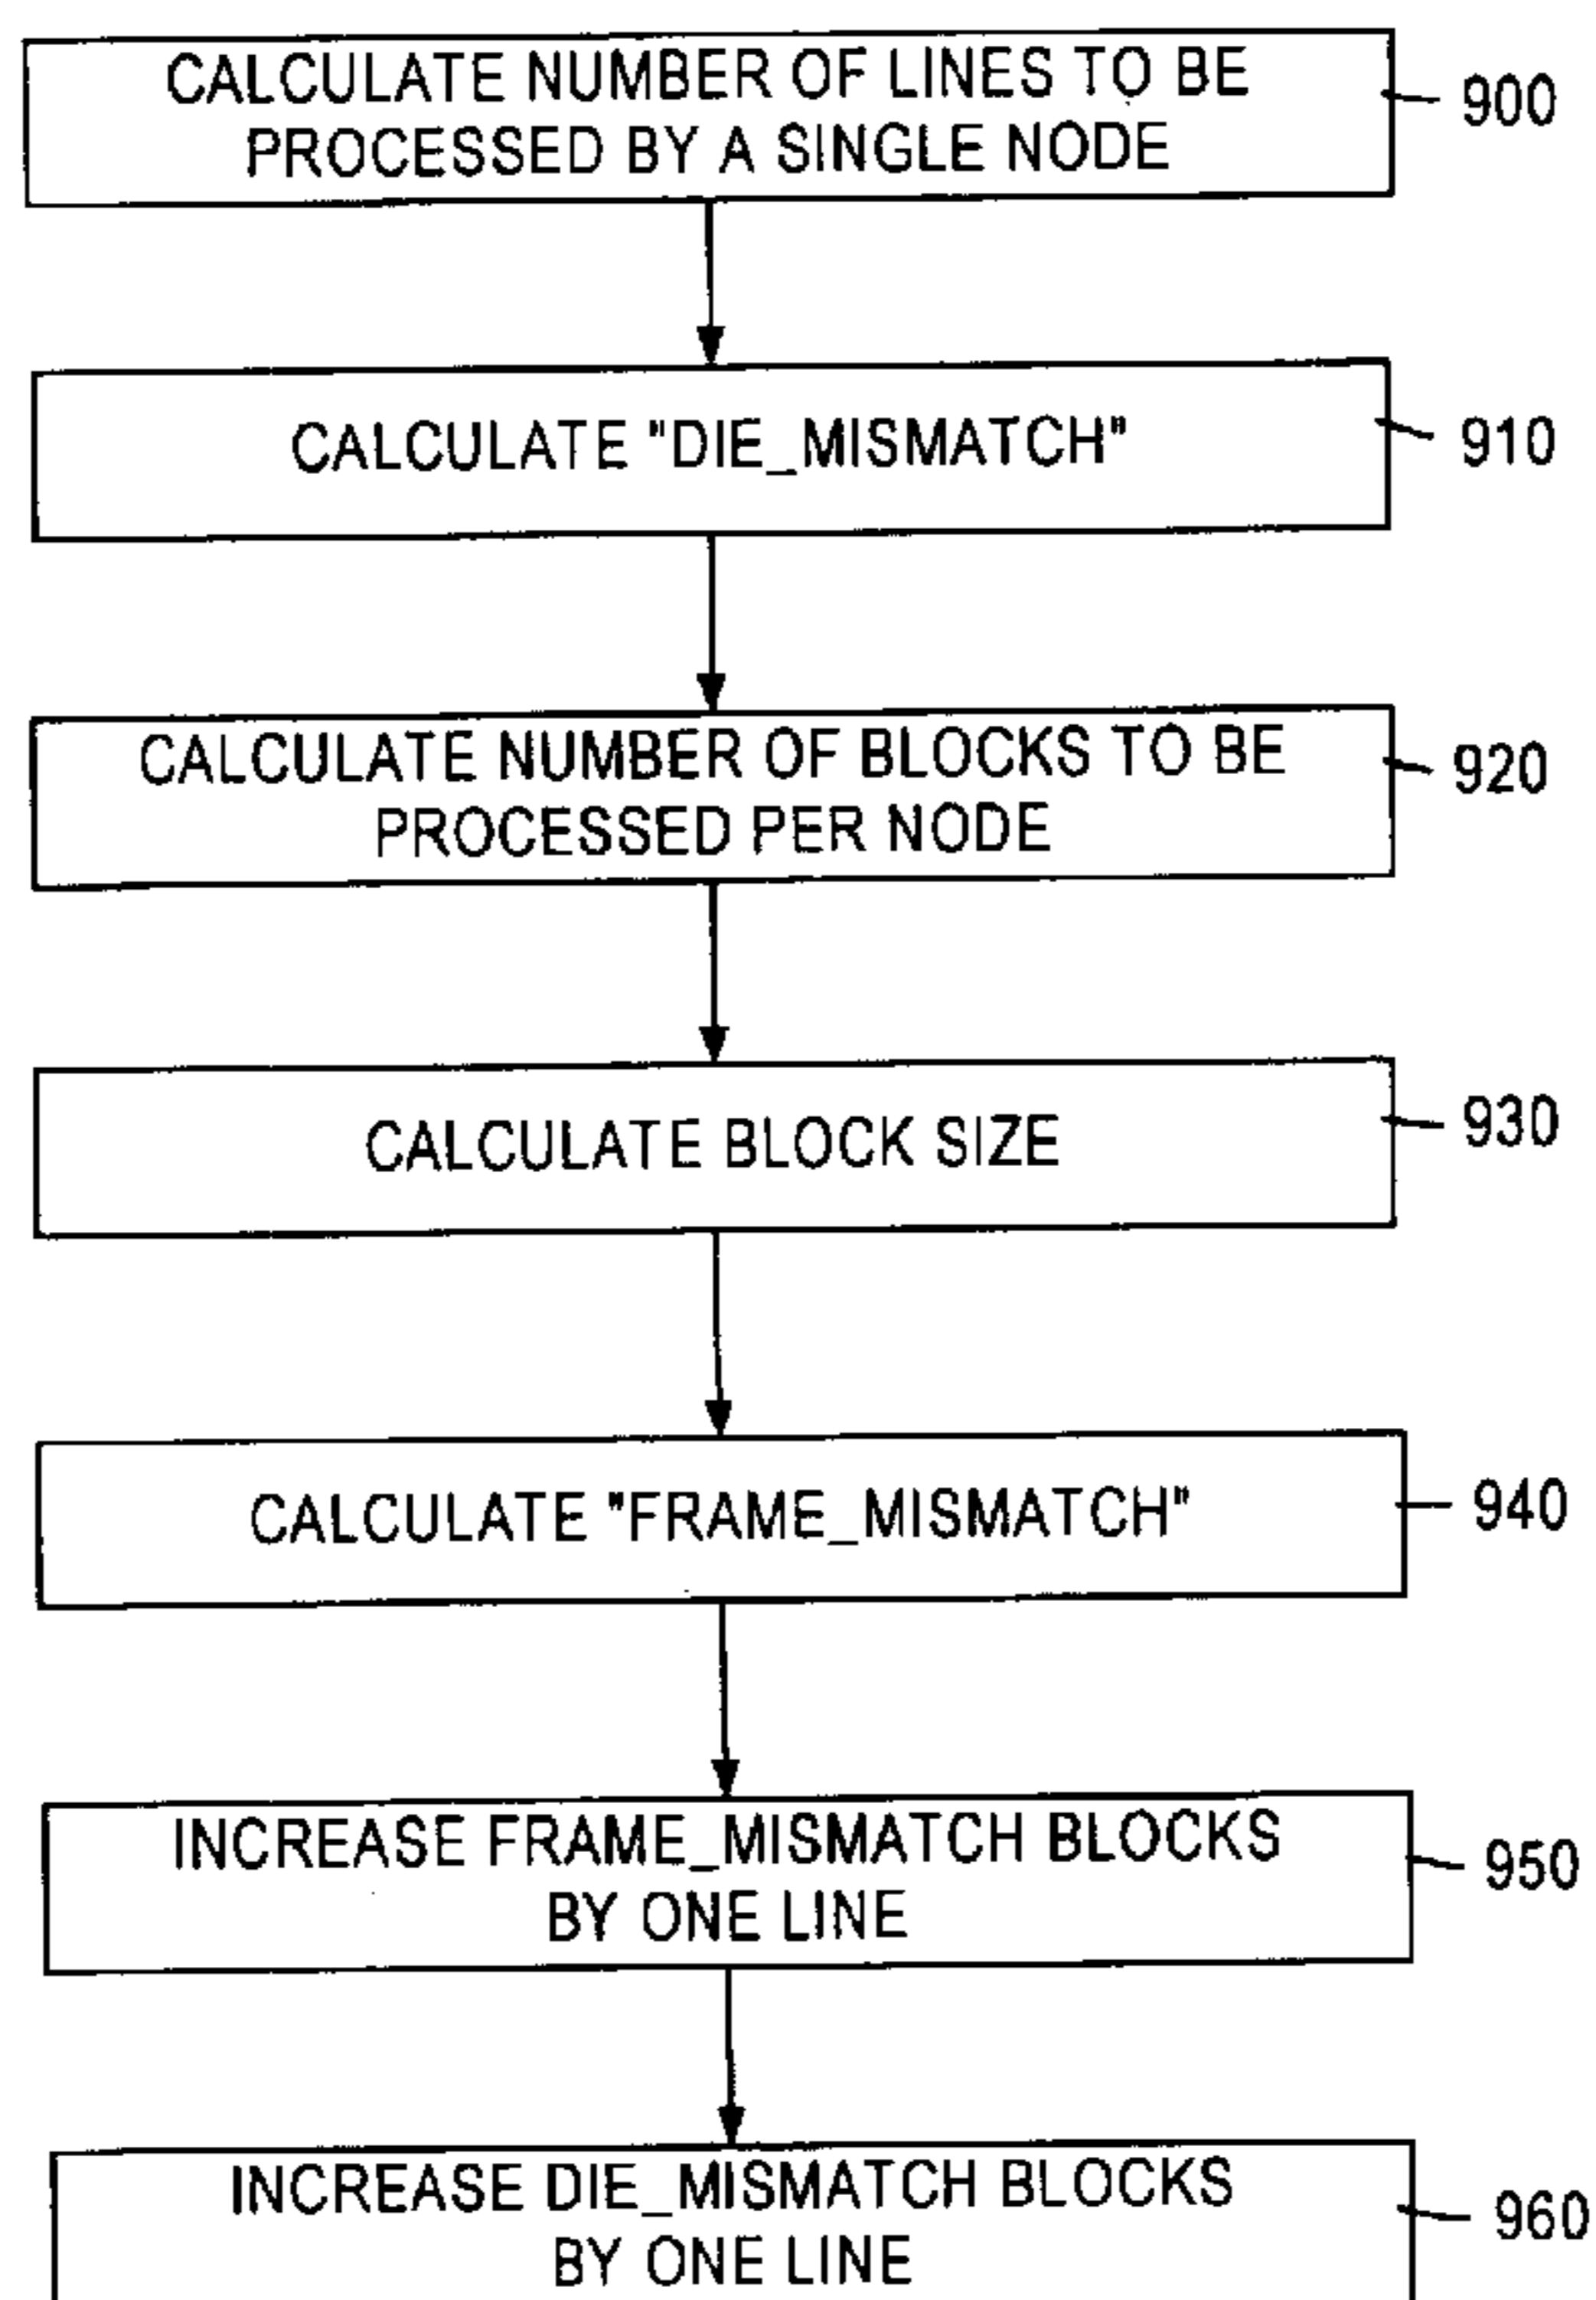 CALCULATE NUMBER OF LINES TO BE
PROCESSED BY A SINGLE NODE
900
CALCULATE "DIE_MISMATCH"
910
CALCULATE NUMBER OF BLOCKS TO BE
PROCESSED PER NODE
920
CALCULATE BLOCK SIZE
930
CALCULATE "FRAME_MISMATCH"
940
INCREASE FRAME_MISMATCH BLOCKS
BY ONE LINE
950
INCREASE DIE_MISMATCH BLOCKS
BY ONE LINE
960